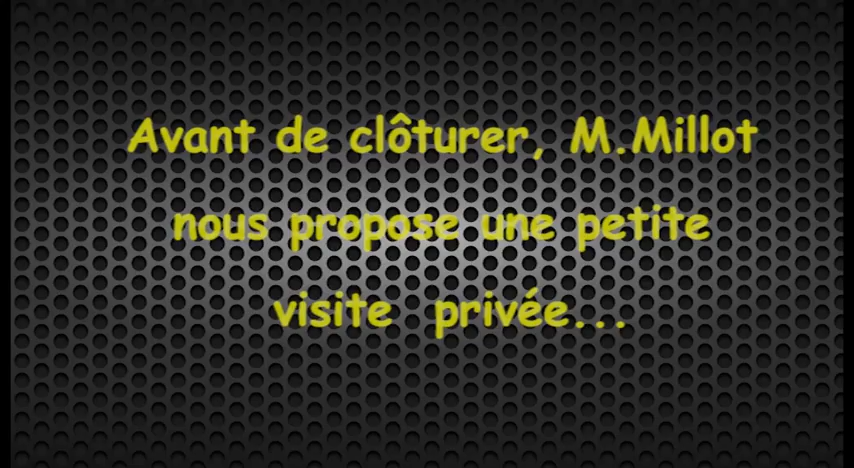 Avant de clôturer, M.Millot
nous propose une petite
visite privée...